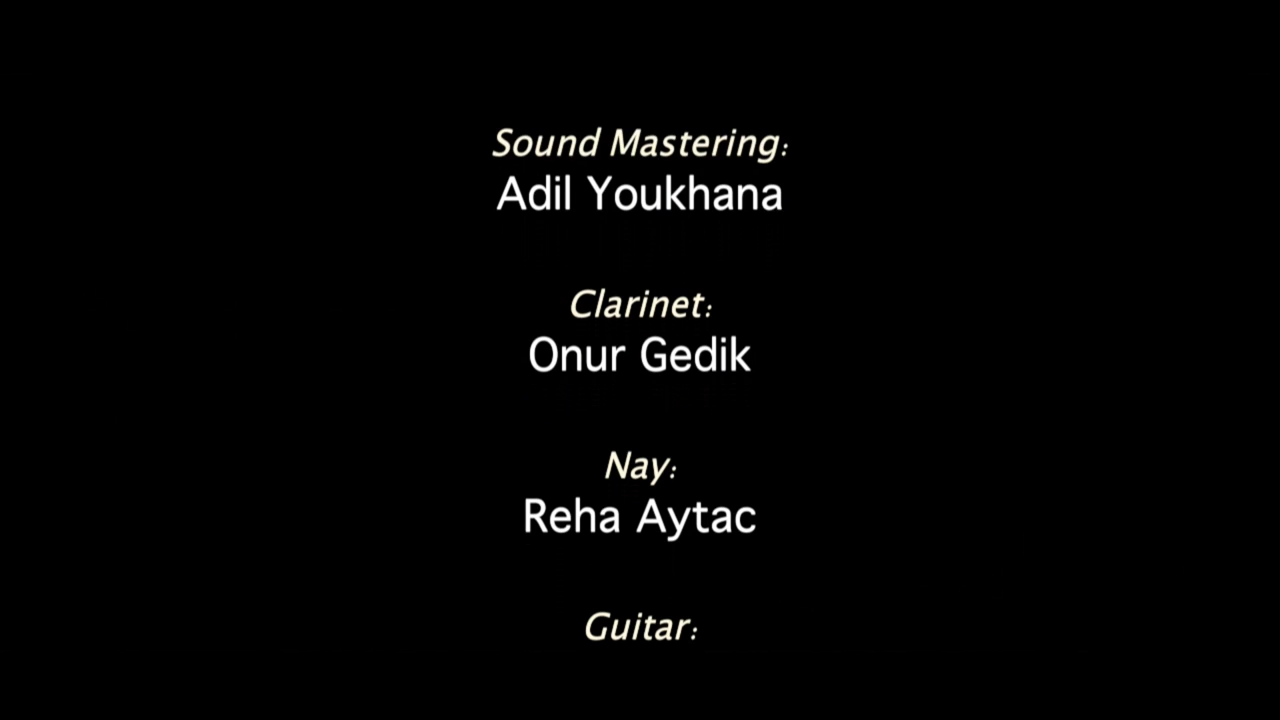 Sound Mastering:
Adil Youkhana
Clarinet:
Onur Gedik
Nay:
Reha Aytac
Guitar: